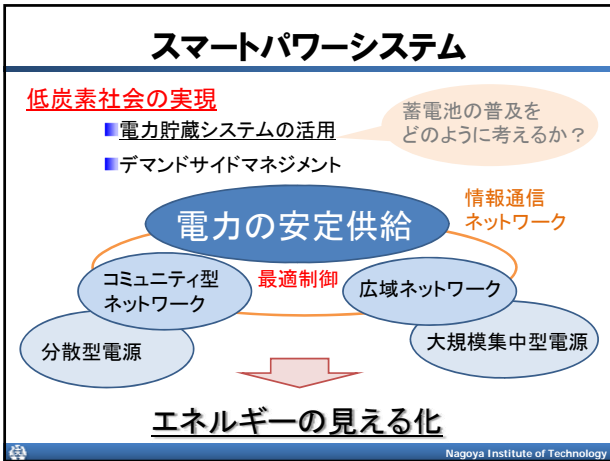 スマートパワーシステム
低炭素社会の実現
電力貯蔵システムの活用
デマンドサイドマネジメント
蓄電池の普及を
どのように考えるか？
情報通信
ネットワーク
電力の安定供給
コミュニティ型
ネットワーク
最適制御
広域ネットワーク
分散型電源
大規模集中型電源
エネルギーの見える化
Nagoya Institute of Technology